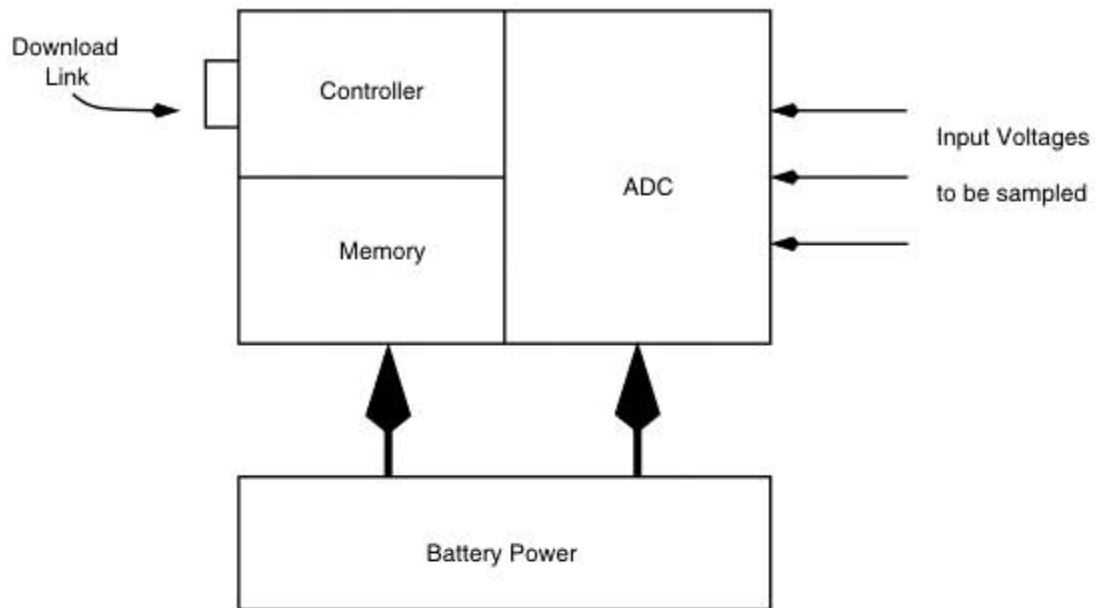 Download
Link
Controller
ADC
Memory
Input Voltages
to be sampled
Battery Power